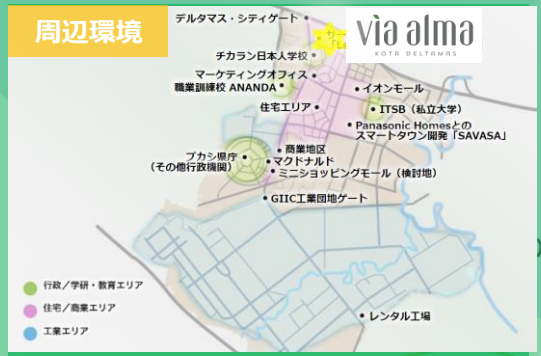 周辺環境
via alma
KOTA DELTAMAS
デルタマス・シティゲート
サー
チカラン日本人学校
マーケティングオフィス
職業訓練校 ANANDA
イオンモール
住宅エリア
ITSB（私立大学）
Panasonic Homesとの
スマートタウン開発「SAVASA」
商業地区
ブカシ県庁
（その他行政機関）
マクドナルド
ミニショッピングモール（検討地）
GIIC工業団地ゲート
行政／学研・教育エリア
住宅／商業エリア
工業エリア
レンタル工場